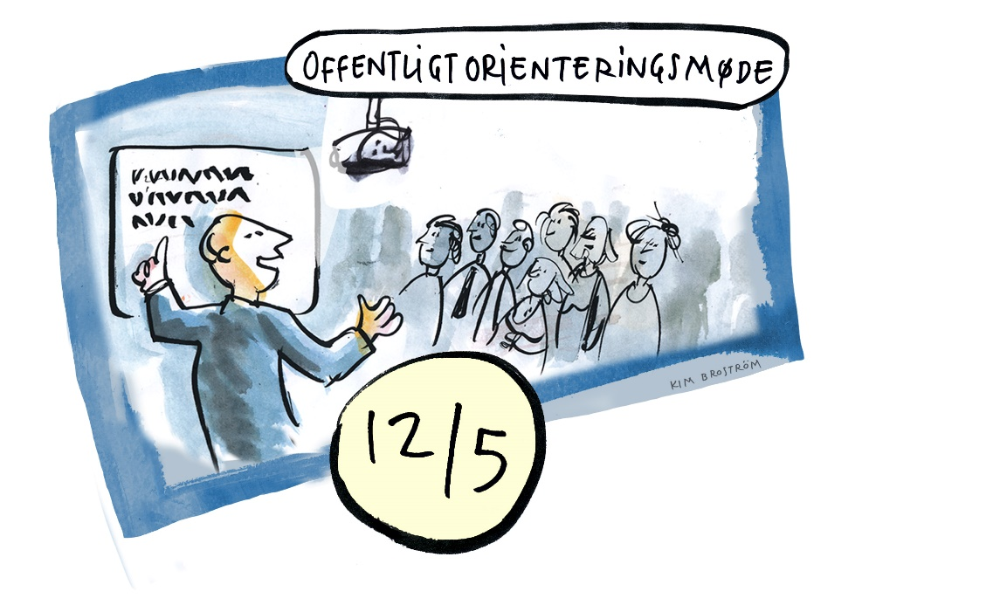 OFFENTLIGT ORIENTERINGSMØDE
KIM BROSTRÖM
12/5